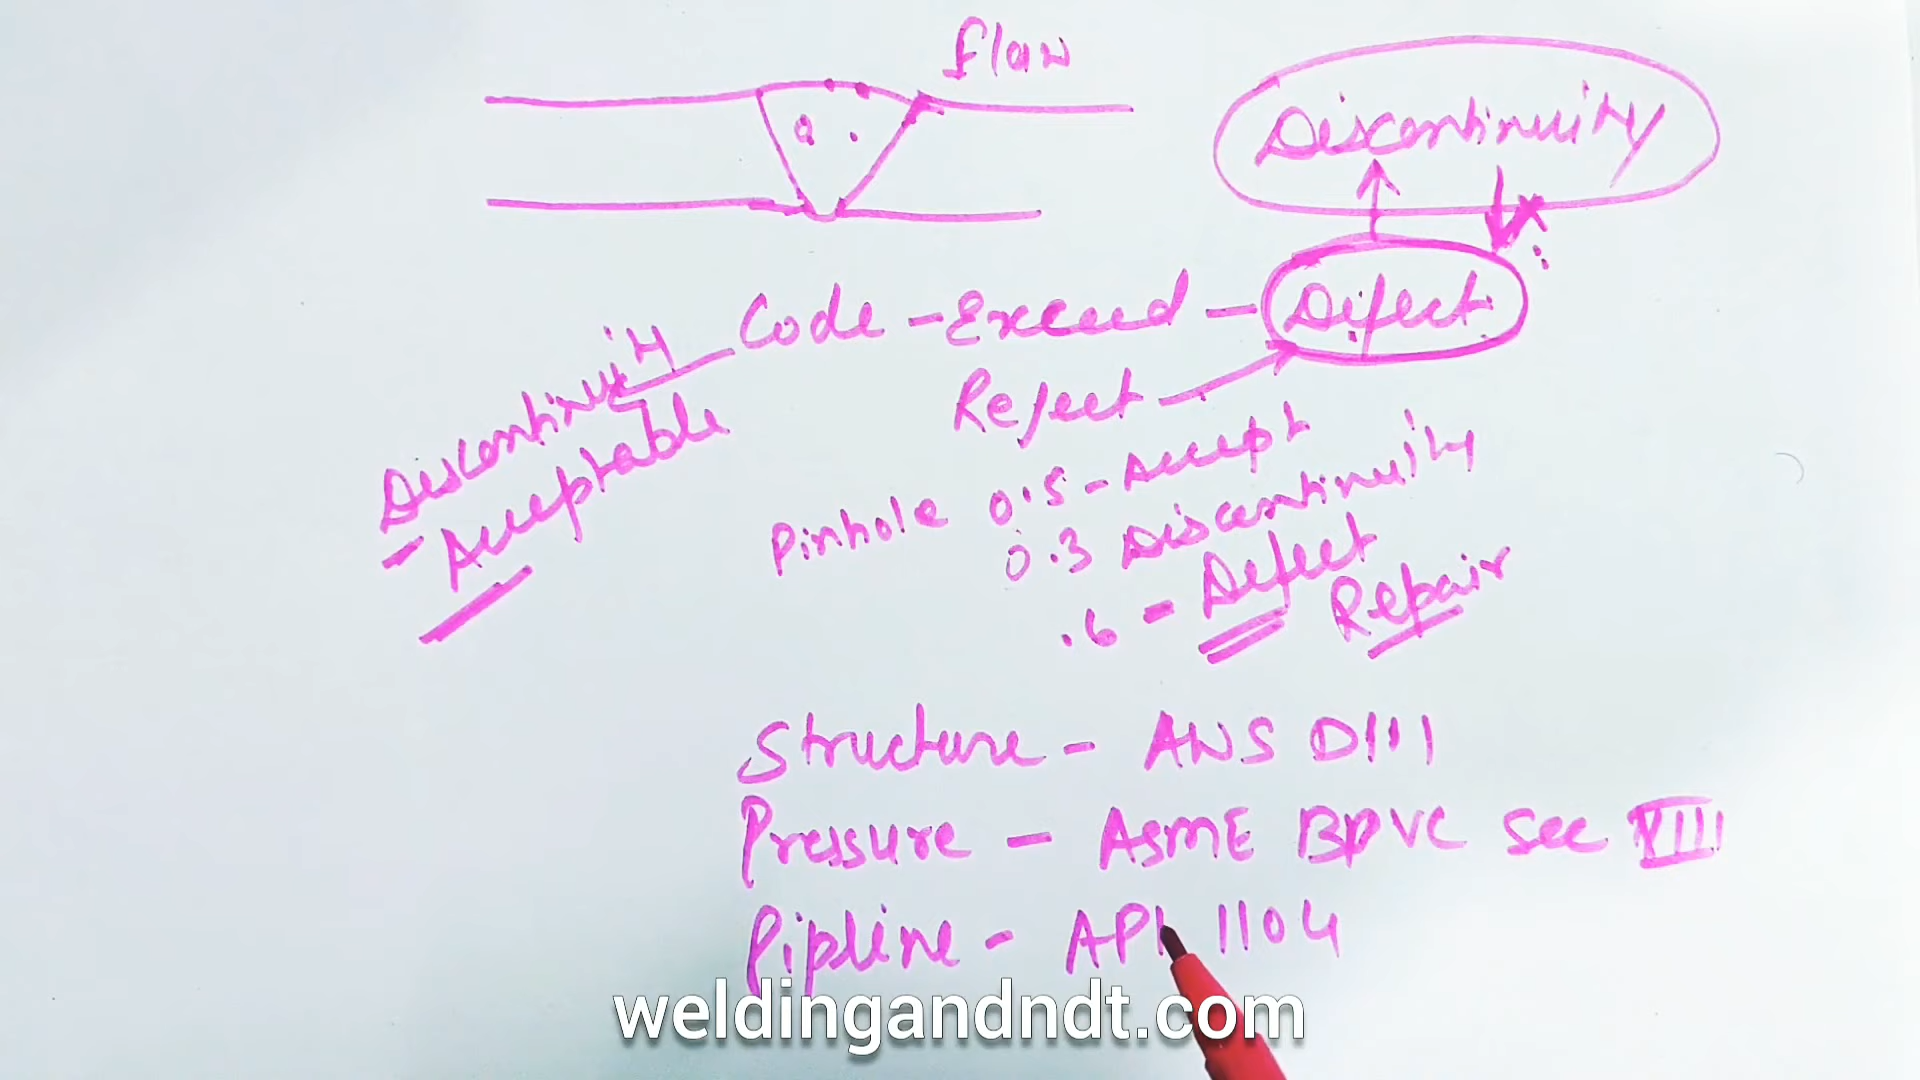 flaw
Discontinuity
Code - Exceed - Difect
Discontinuity
- Acceptable
Reject
Pinhole 0.5 - Accept
0.3 Discontinuity
.6 - Defect
Repair
Structure - AWS D1.1
Pressure - ASME BPVC Sec VIII
Pipline - API 1104
weldingandndt.com